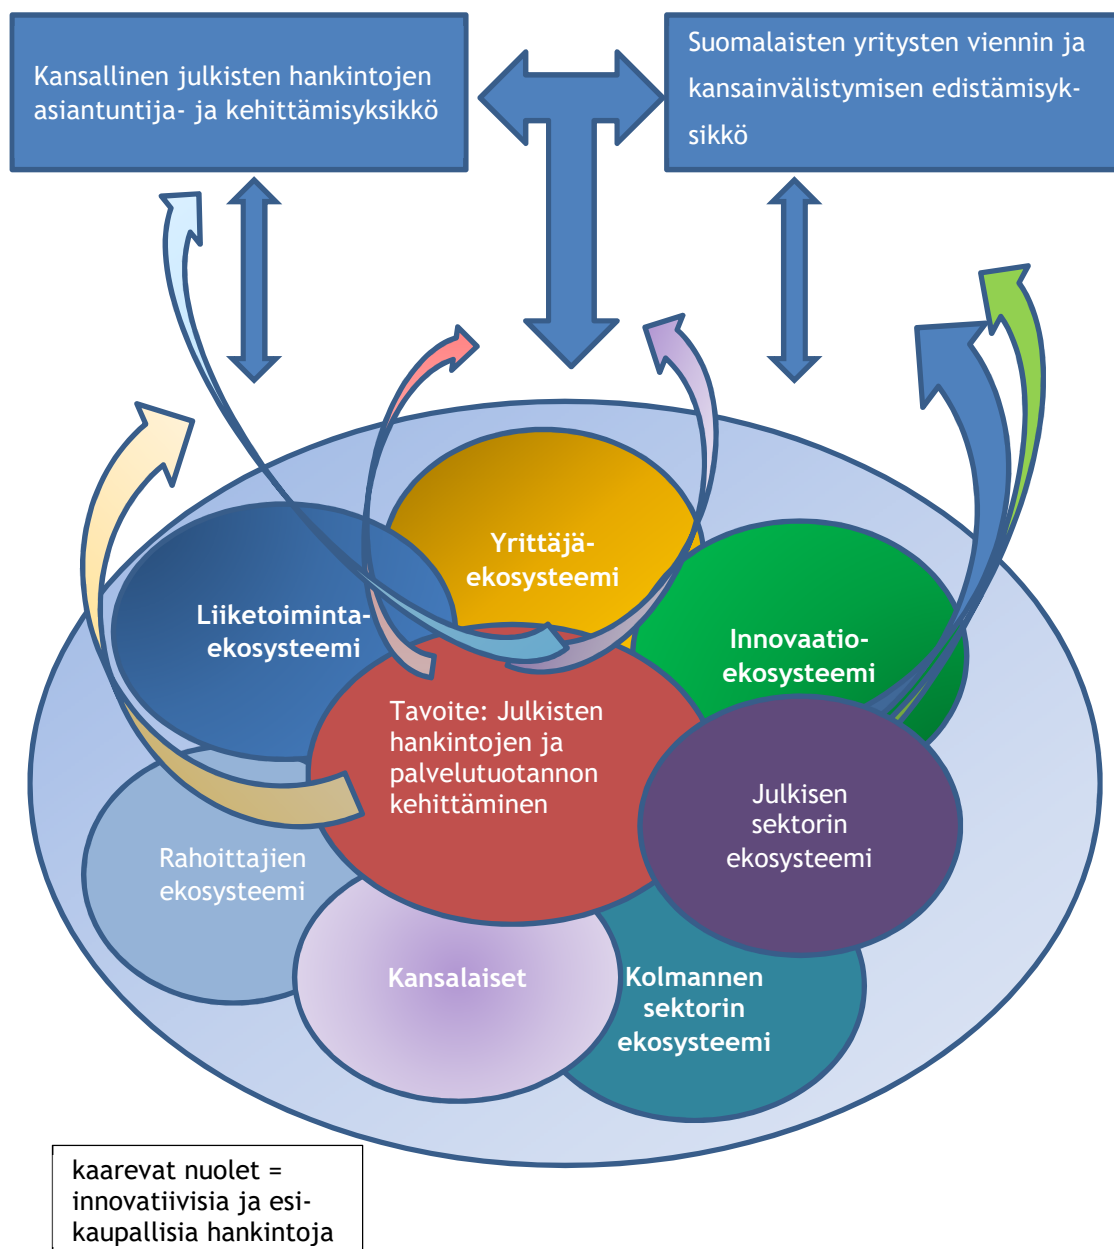 Kansallinen julkisten hankintojen
asiantuntija- ja kehittämisyksikkö
Suomalaisten yritysten viennin ja
kansainvälistymisen edistämisyk-
sikkö
Yrittäjä-
ekosysteemi
Liiketoiminta-
ekosysteemi
Innovaatio-
ekosysteemi
Tavoite: Julkisten
hankintojen ja
palvelutuotannon
kehittäminen
Julkisen
sektorin
ekosysteemi
Rahoittajien
ekosysteemi
Kansalaiset
Kolmannen
sektorin
ekosysteemi
kaarevat nuolet =
innovatiivisia ja esi-
kaupallisia hankintoja